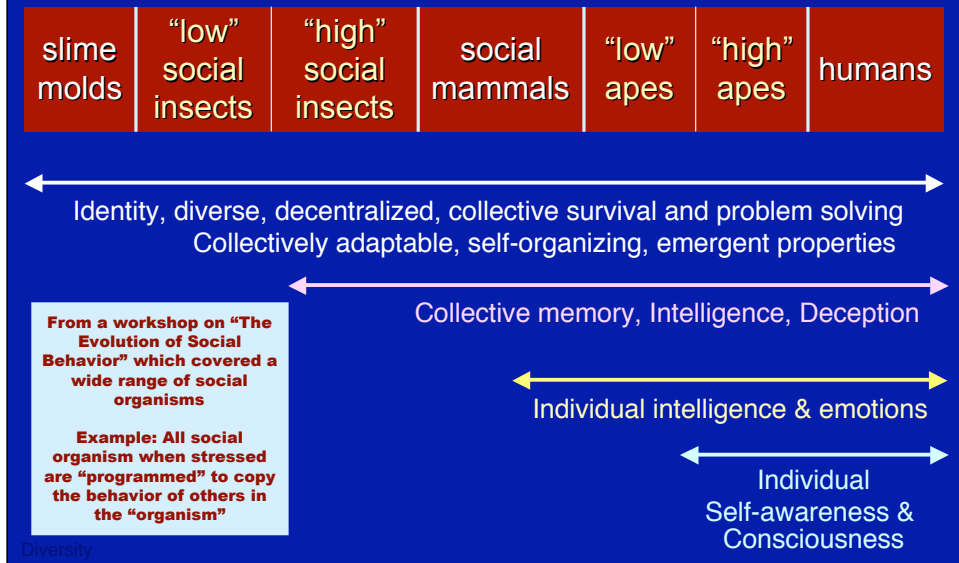 slime
molds
“low”
social
insects
“high”
social
insects
social
mammals
“low”
apes
“high”
apes
humans
Identity, diverse, decentralized, collective survival and problem solving
Collectively adaptable, self-organizing, emergent properties
Collective memory, Intelligence, Deception
From a workshop on “The
Evolution of Social
Behavior” which covered a
wide range of social
organisms
Example: All social
organism when stressed
are “programmed” to copy
the behavior of others in
the “organism”
Individual intelligence & emotions
Individual
Self-awareness &
Consciousness
Diversity